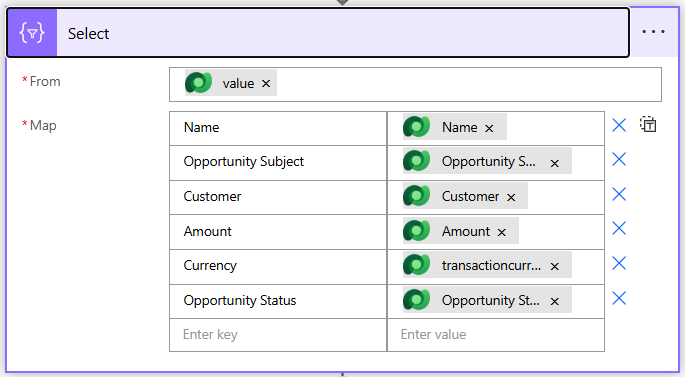 Select ...
* From value ×
* Map Name Name ×
Opportunity Subject Opportunity S... ×
Customer Customer ×
Amount Amount ×
Currency transactioncurr... ×
Opportunity Status Opportunity St... ×
Enter key Enter value